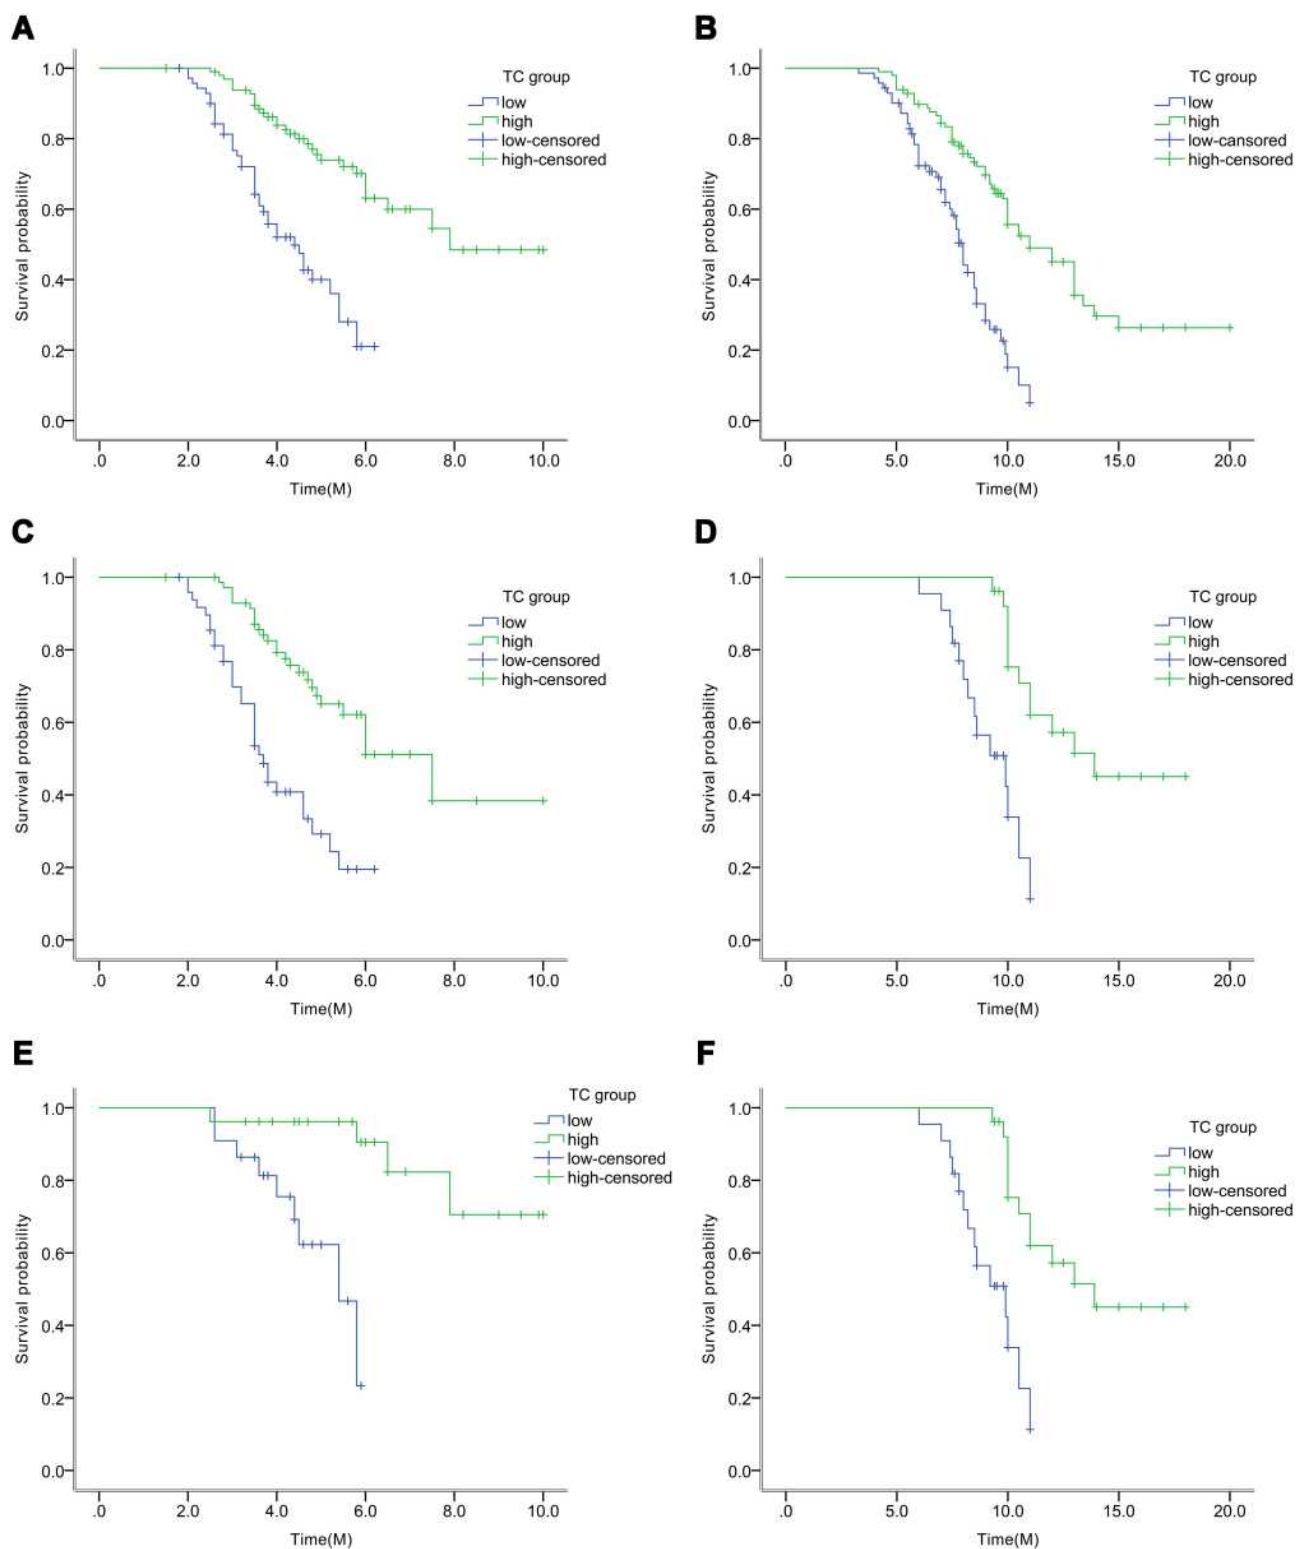 A
TC group
low
high
low-censored
high-censored
1.0
0.8
0.6
0.4
0.2
0.0
Survival probability
.0 2.0 4.0 6.0 8.0 10.0
Time(M)
B
TC group
low
high
low-cansored
high-censored
1.0
0.8
0.6
0.4
0.2
0.0
Survival probability
.0 5.0 10.0 15.0 20.0
Time(M)
C
TC group
low
high
low-censored
high-censored
1.0
0.8
0.6
0.4
0.2
0.0
Survival probability
.0 2.0 4.0 6.0 8.0 10.0
Time(M)
D
TC group
low
high
low-censored
high-censored
1.0
0.8
0.6
0.4
0.2
0.0
Survival probability
.0 5.0 10.0 15.0 20.0
Time(M)
E
TC group
low
high
low-censored
high-censored
1.0
0.8
0.6
0.4
0.2
0.0
Survival probability
.0 2.0 4.0 6.0 8.0 10.0
Time(M)
F
TC group
low
high
low-censored
high-censored
1.0
0.8
0.6
0.4
0.2
0.0
Survival probability
.0 5.0 10.0 15.0 20.0
Time(M)